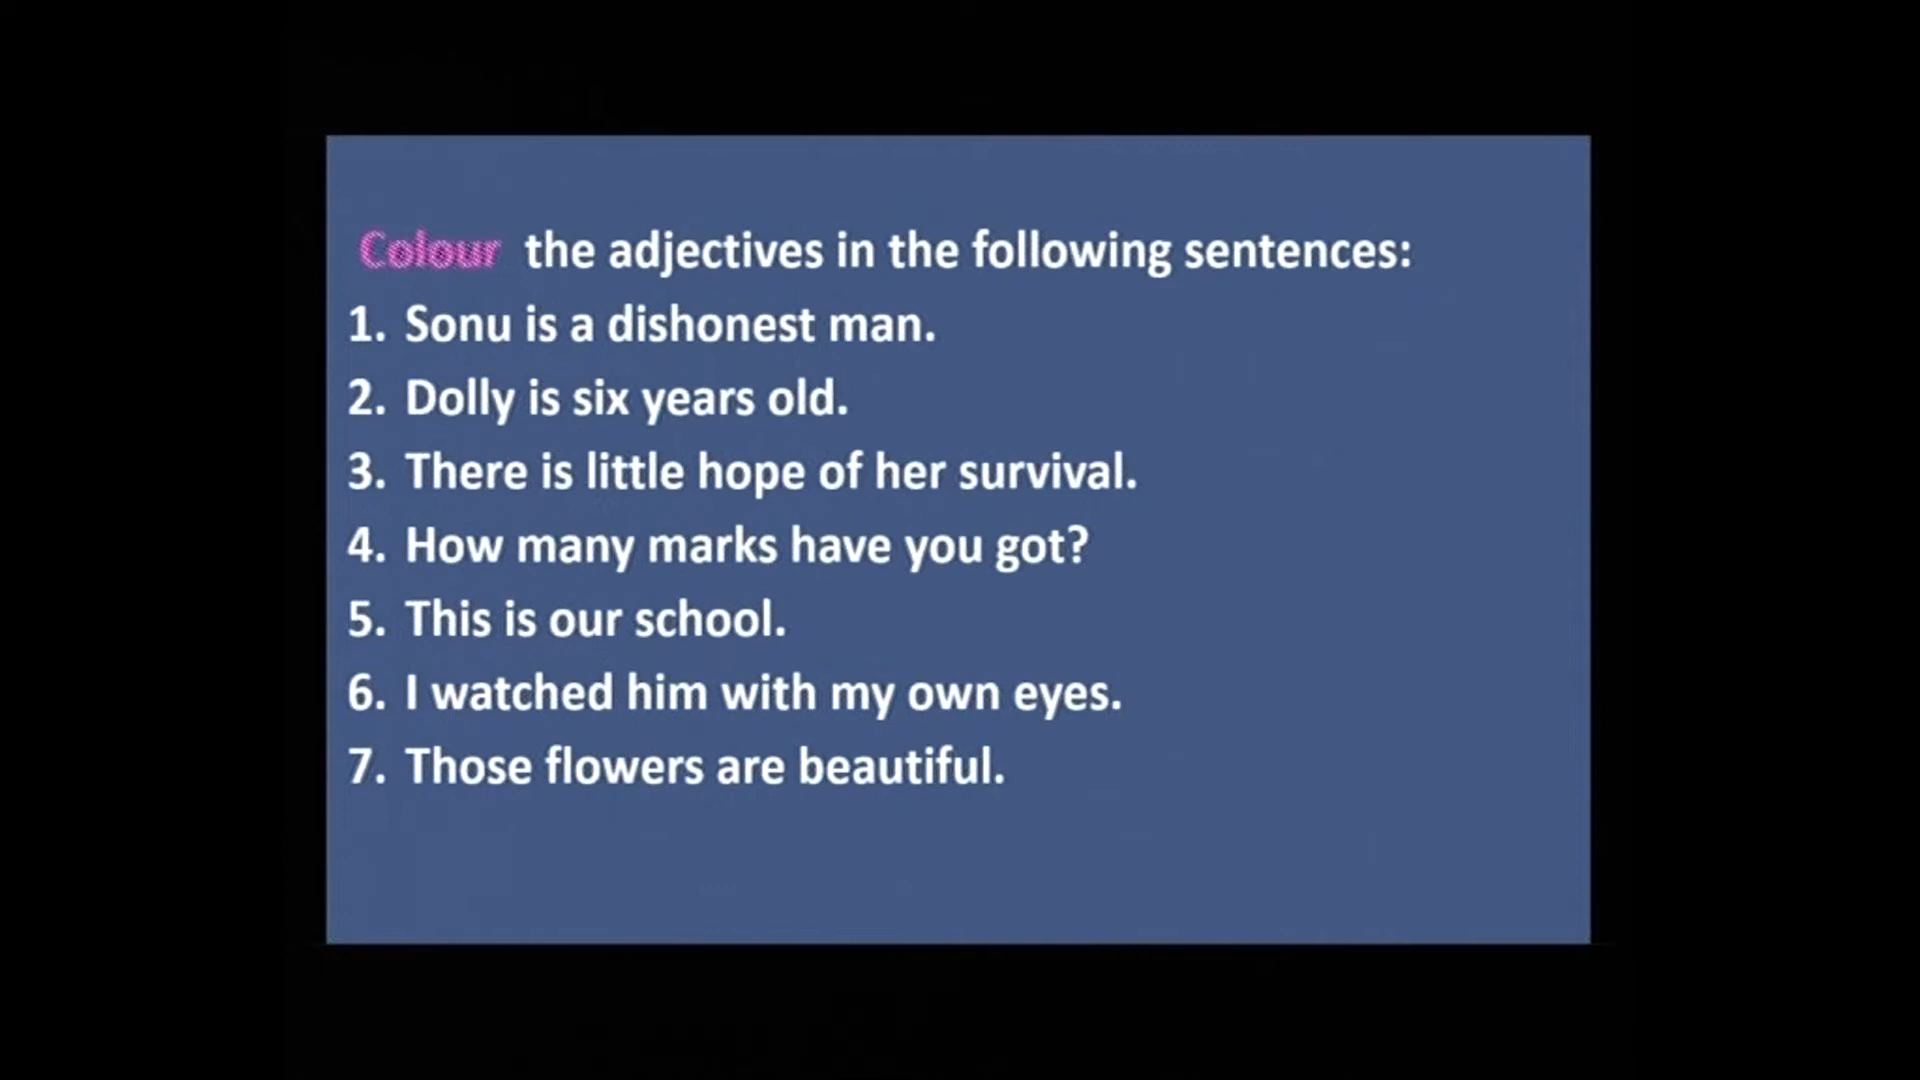 Colour the adjectives in the following sentences:
1. Sonu is a dishonest man.
2. Dolly is six years old.
3. There is little hope of her survival.
4. How many marks have you got?
5. This is our school.
6. I watched him with my own eyes.
7. Those flowers are beautiful.